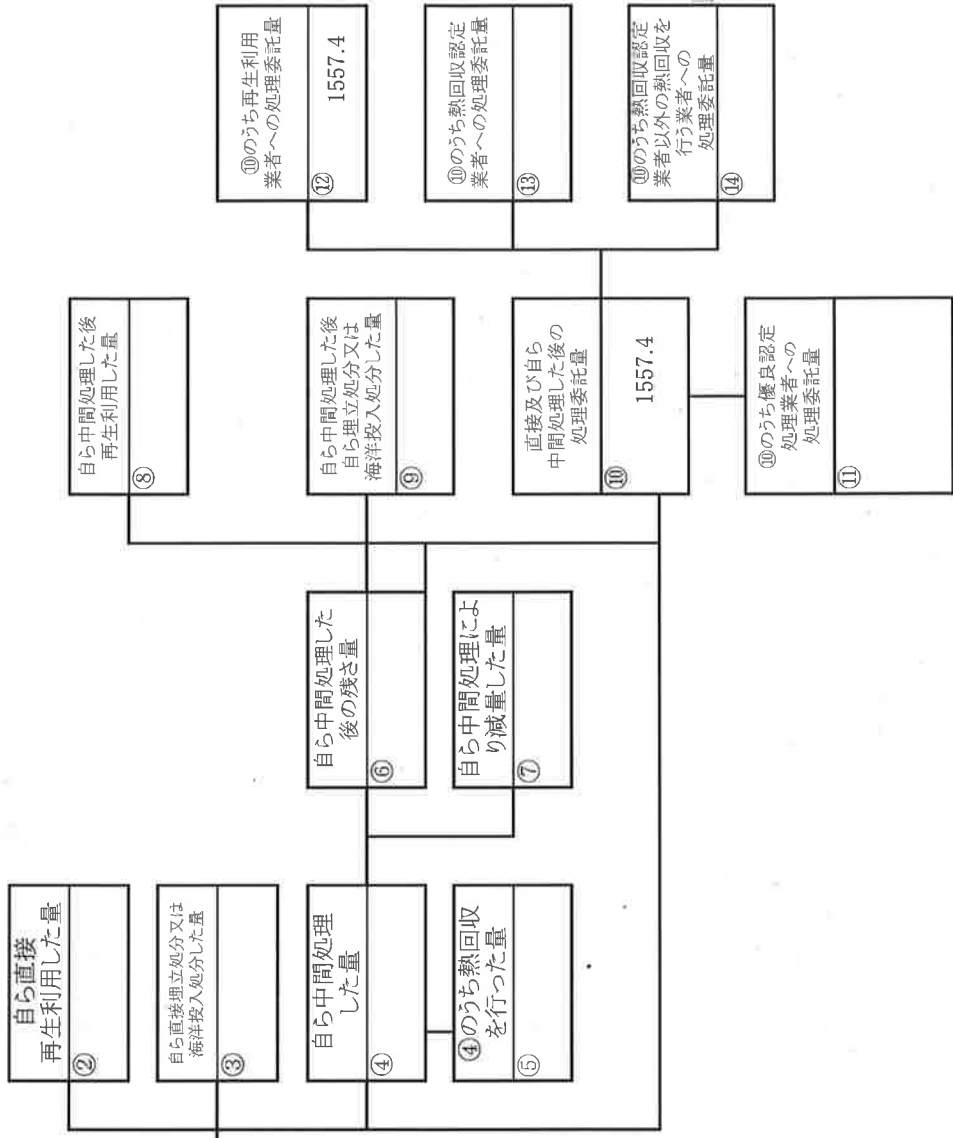 自ら直接
再生利用した量
②
自ら直接埋立処分又は
海洋投入処分した量
③
自ら中間処理
した量
④
④のうち熱回収
を行った量
⑤
自ら中間処理した
後の残さ量
⑥
自ら中間処理によ
り減量した量
⑦
自ら中間処理した後
再生利用した量
⑧
自ら中間処理した後
自ら埋立処分又は
海洋投入処分した量
⑨
直接及び自ら
中間処理した後の
処理委託量
⑩
1557.4
⑩のうち優良認定
処理業者への
処理委託量
⑪
⑩のうち再生利用
業者への処理委託量
⑫
1557.4
⑩のうち熱回収認定
業者への処理委託量
⑬
⑩のうち熱回収認定
業者以外の熱回収を
行う業者への
処理委託量
⑭